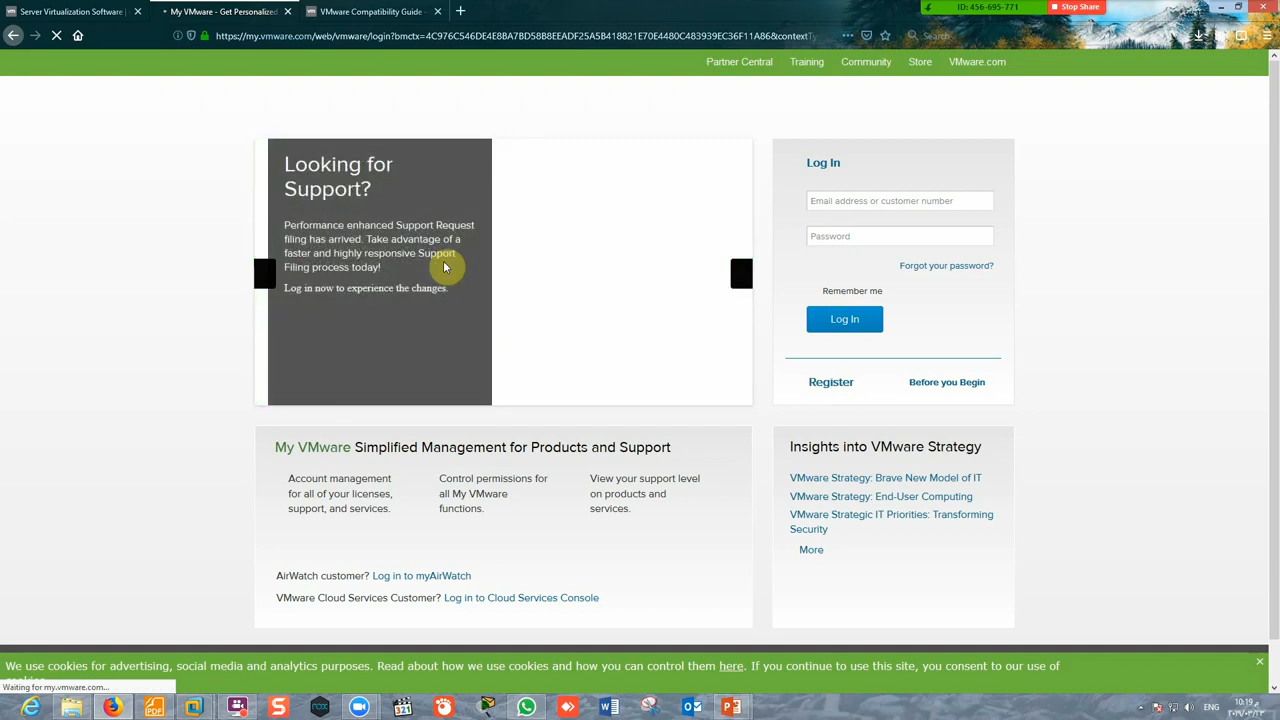 Server Virtualization Software |
My VMware - Get Personalized
VMware Compatibility Guide -
ID: 456-695-771
Stop Share
https://my.vmware.com/web/vmware/login?bmctx=4C976C546DE4E8BA7BD58B8EEADF25A5B418821E70E4480C483939EC36F11A86&contextTy
Search
Partner Central
Training
Community
Store
VMware.com
Looking for
Support?
Performance enhanced Support Request
filing has arrived. Take advantage of a
faster and highly responsive Support
Filing process today!
Log in now to experience the changes.
Log In
Email address or customer number
Password
Forgot your password?
Remember me
Log In
Register
Before you Begin
My VMware Simplified Management for Products and Support
Account management
for all of your licenses,
support, and services.
Control permissions for
all My VMware
functions.
View your support level
on products and
services.
AirWatch customer? Log in to myAirWatch
VMware Cloud Services Customer? Log in to Cloud Services Console
Insights into VMware Strategy
VMware Strategy: Brave New Model of IT
VMware Strategy: End-User Computing
VMware Strategic IT Priorities: Transforming
Security
More
We use cookies for advertising, social media and analytics purposes. Read about how we use cookies and how you can control them here. If you continue to use this site, you consent to our use of
Waiting for my.vmware.com...
PDF
nox
321
ENG
١٠:١٩ م